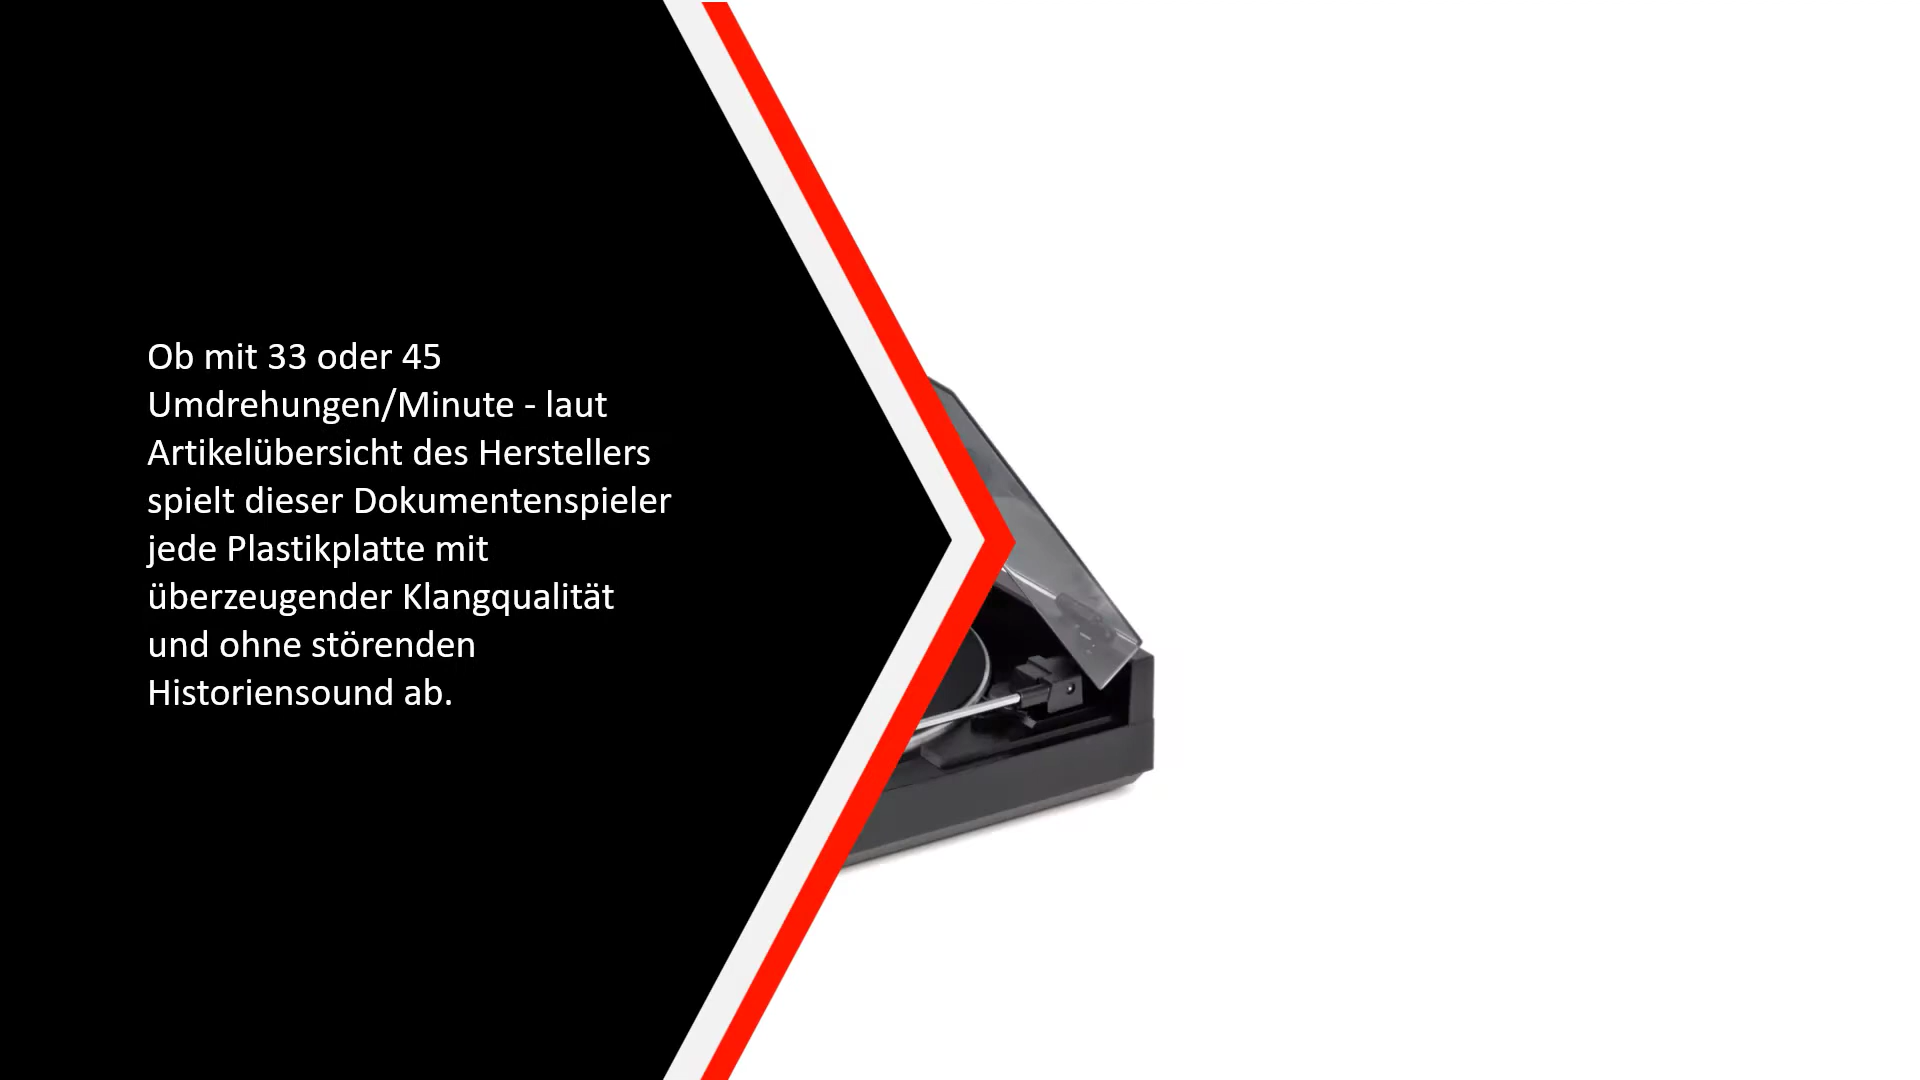 Ob mit 33 oder 45
Umdrehungen/Minute - laut
Artikelübersicht des Herstellers
spielt dieser Dokumentenspieler
jede Plastikplatte mit
überzeugender Klangqualität
und ohne störenden
Historiensound ab.